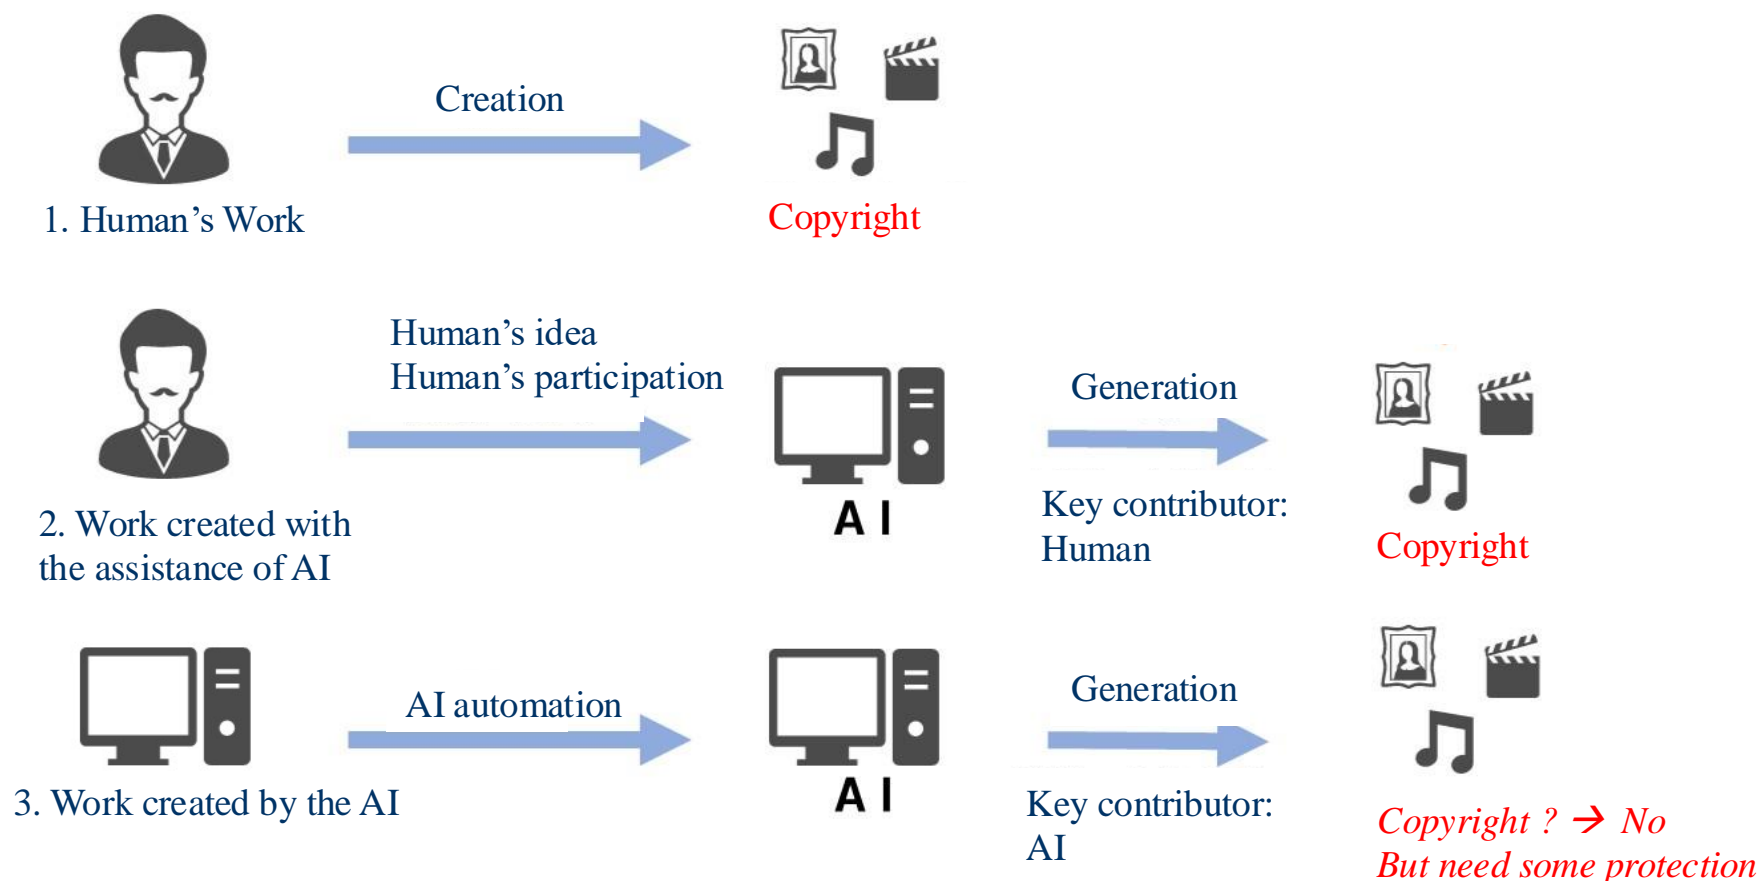 Creation
1. Human’s Work
Copyright
Human’s idea
Human’s participation
Generation
AI
Key contributor:
Human
2. Work created with
the assistance of AI
Copyright
AI automation
Generation
AI
3. Work created by the AI
Key contributor:
AI
Copyright ? → No
But need some protection